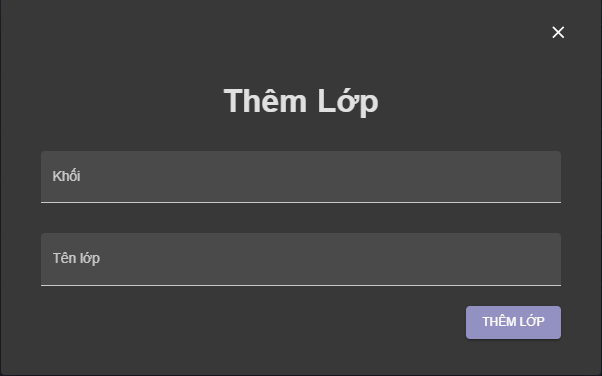 Thêm Lớp
Khối
Tên lớp
THÊM LỚP